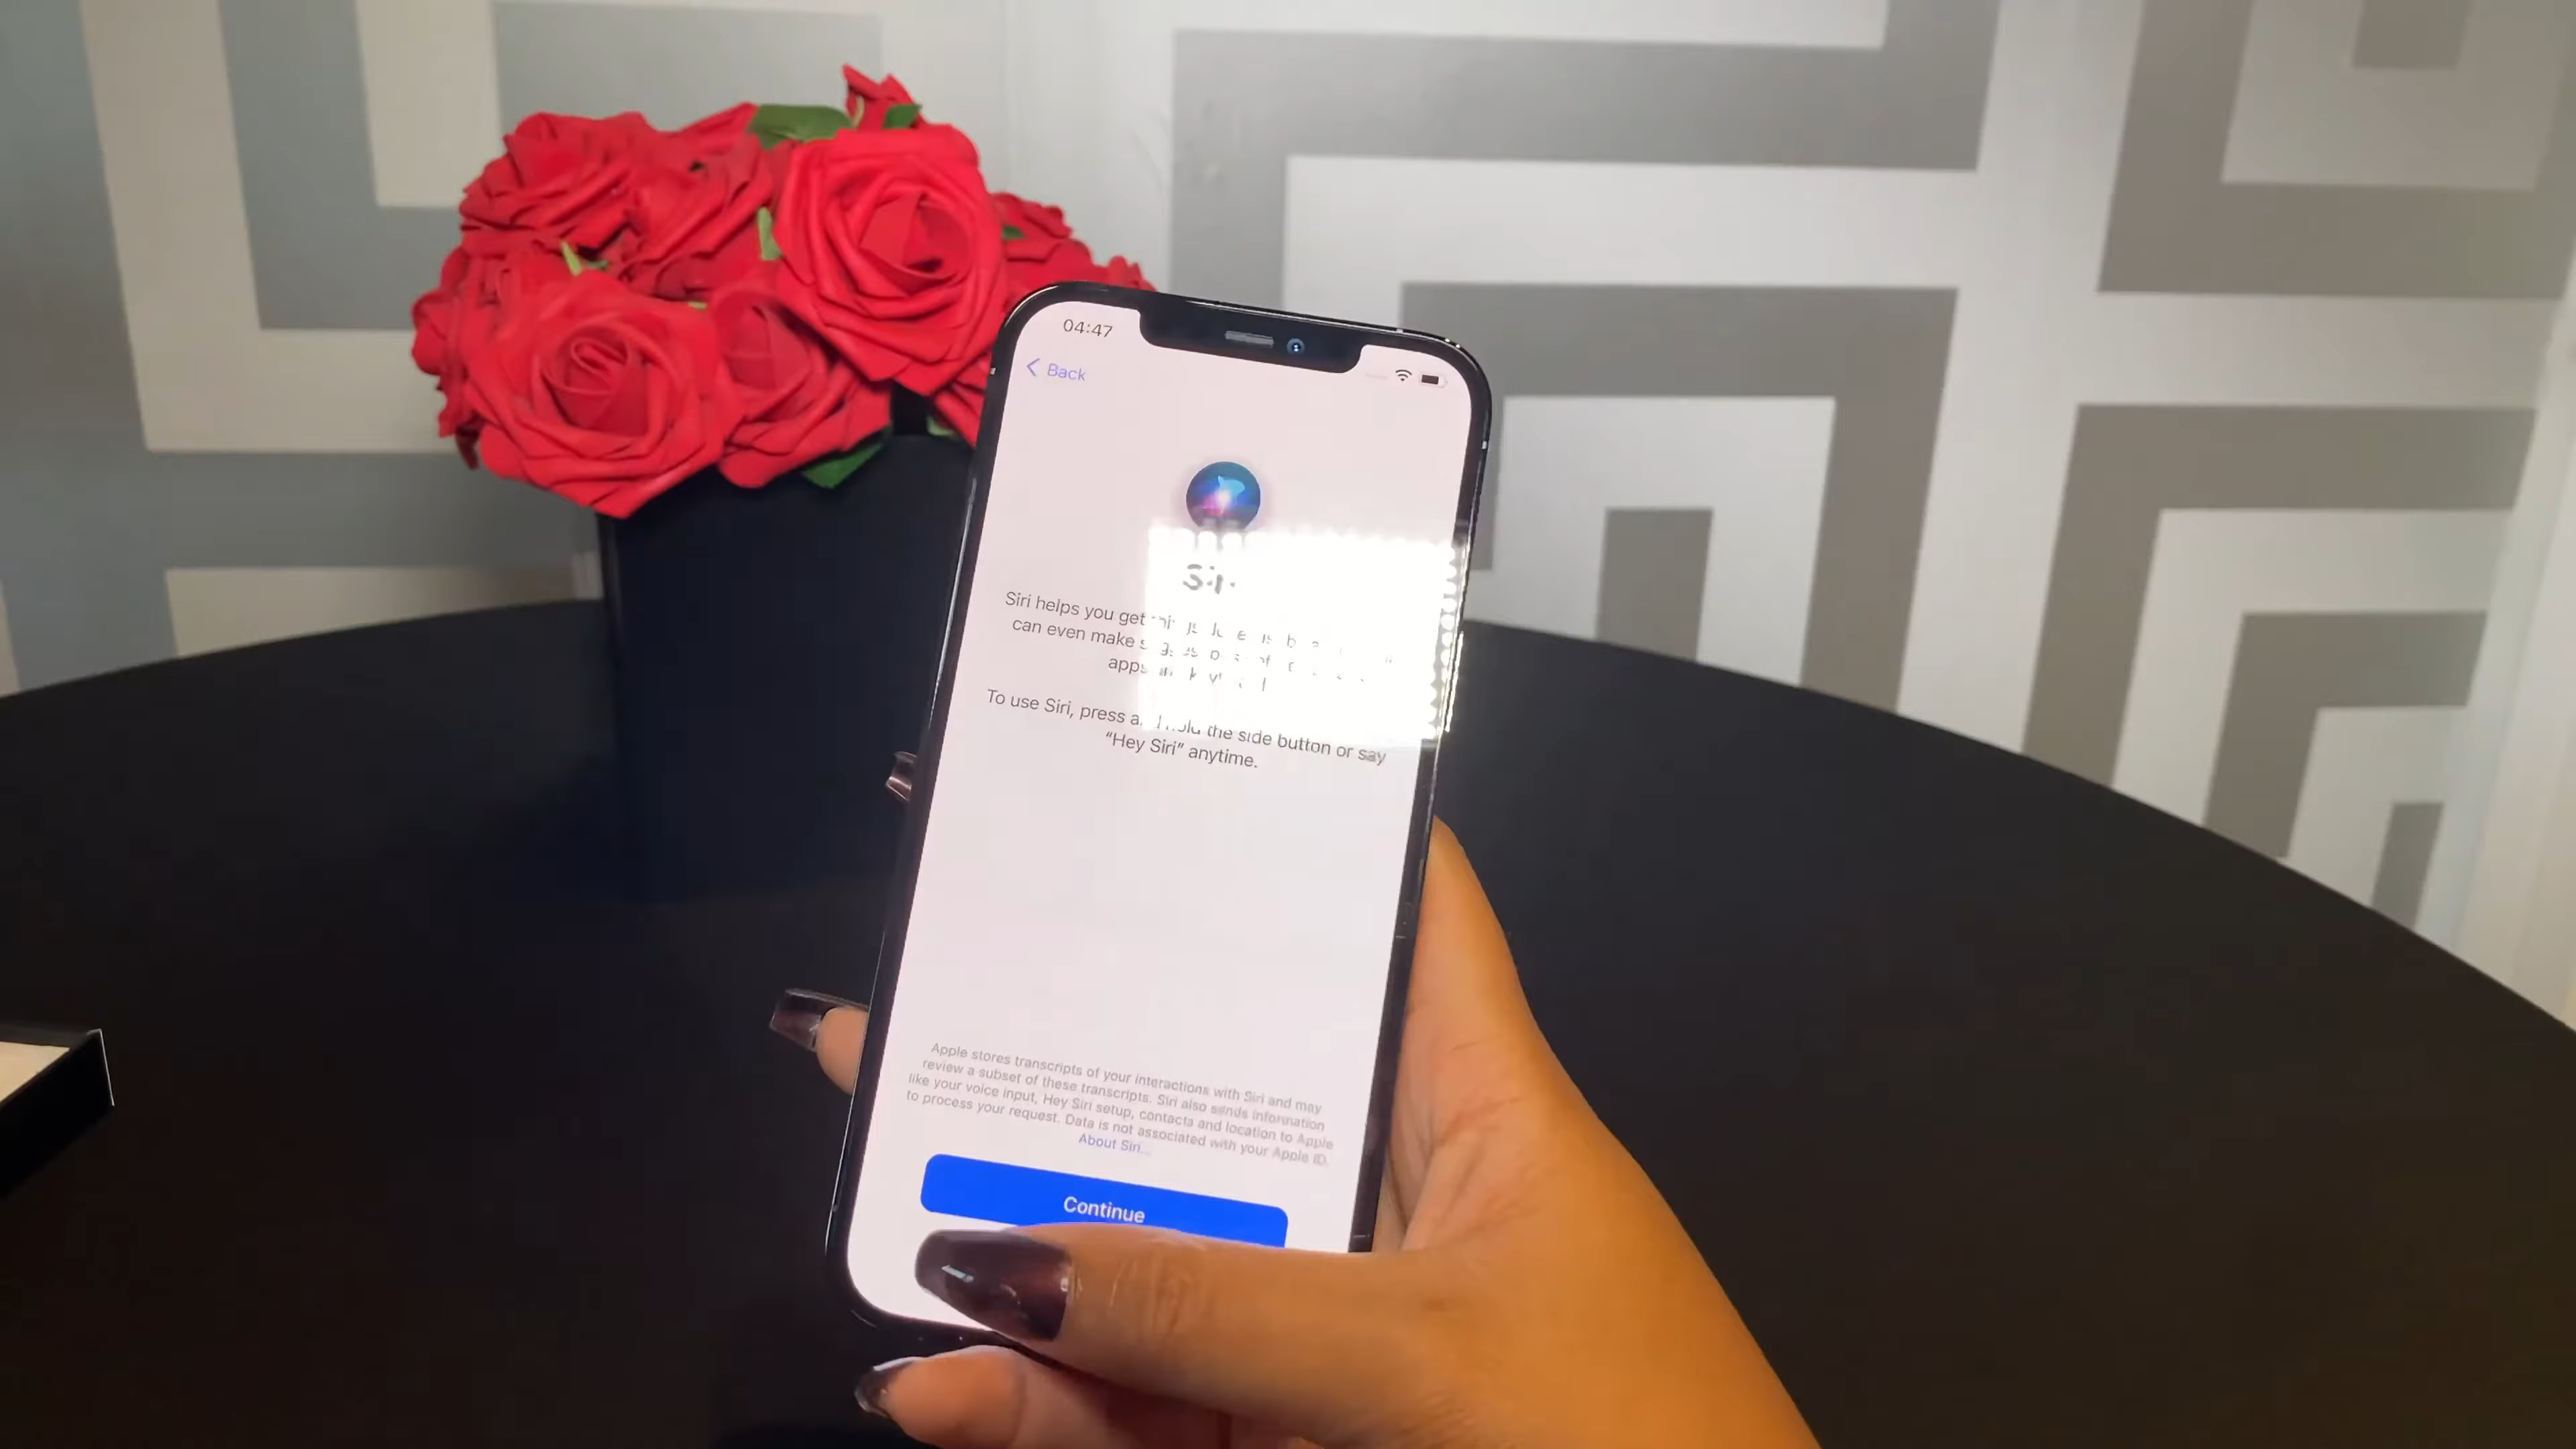 04:47
Back
Siri helps you get
can even make
apps
To use Siri, press the side button or say
“Hey Siri” anytime.
Apple stores transcripts of your interactions with Siri and may
review a subset of these transcripts. Siri also sends information
like your voice input, Hey Siri setup, contacts and location to Apple
to process your request. Data is not associated with your Apple ID.
About Siri...
Continue